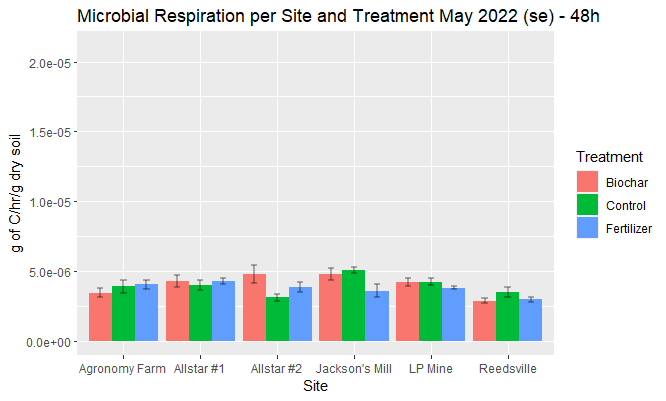 Microbial Respiration per Site and Treatment May 2022 (se) - 48h
g of C/hr/g dry soil
2.0e-05
1.5e-05
1.0e-05
5.0e-06
0.0e+00
Agronomy Farm
Allstar #1
Allstar #2
Jackson's Mill
LP Mine
Reedsville
Site
Treatment
Biochar
Control
Fertilizer